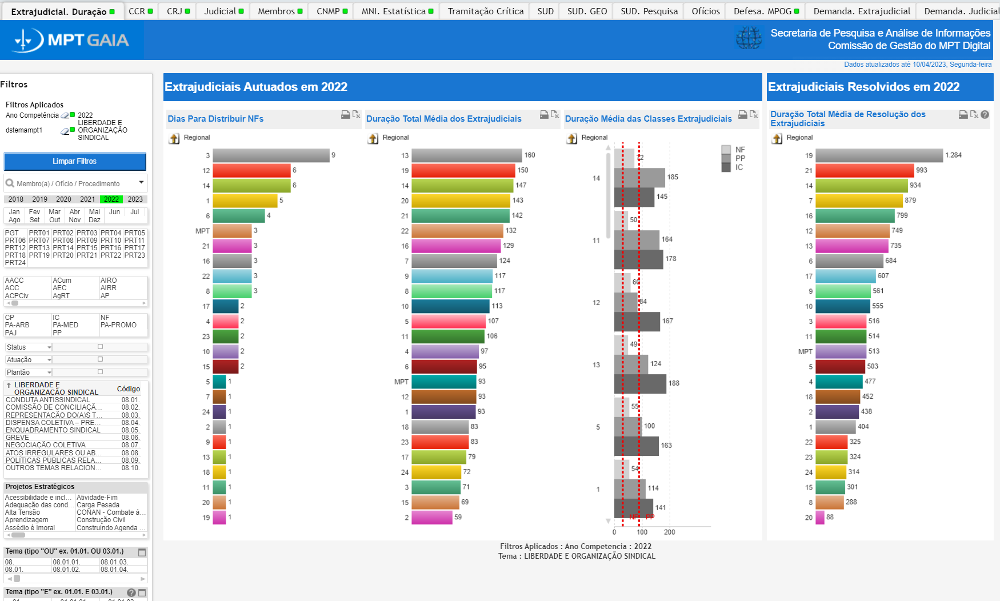 Extrajudicial. Duração
CCR
CRJ
Judicial
Membros
CNMP
MNI. Estatística
Tramitação Crítica
SUD
SUD. GEO
SUD. Pesquisa
Ofícios
Defesa. MPOG
Demanda. Extrajudicial
Demanda. Judicial
MPT GAIA
Secretaria de Pesquisa e Análise de Informações
Comissão de Gestão do MPT Digital
Dados atualizados até 10/04/2023, Segunda-feira
Filtros
Filtros Aplicados
Ano Competência 2022
dstemampt1 LIBERDADE E
ORGANIZAÇÃO
SINDICAL
Limpar Filtros
Membro(a) / Ofício / Procedimento
2018 2019 2020 2021 2022 2023
Jan Fev Mar Abr Mai Jun Jul
Ago Set Out Nov Dez
PGT PRT01 PRT02 PRT03 PRT04 PRT05
PRT06 PRT07 PRT08 PRT09 PRT10 PRT11
PRT12 PRT13 PRT14 PRT15 PRT16 PRT17
PRT18 PRT19 PRT20 PRT21 PRT22 PRT23
PRT24
AACC ACum AIRO
ACC AEC AIRR
ACPCiv AgRT AP
CP IC NF
PA-ARB PA-MED PA-PROMO
PAJ PP
Status
Atuação
Plantão
LIBERDADE E
ORGANIZAÇÃO SINDICAL Código
CONDUTA ANTISSINDICAL 08.01.
COMISSÃO DE CONCILIAÇÃ... 08.02.
REPRESENTAÇÃO DO(A)S T... 08.03.
DISPENSA COLETIVA – PRE... 08.04.
ENQUADRAMENTO SINDICAL 08.05.
GREVE 08.06.
NEGOCIAÇÃO COLETIVA 08.07.
ATOS IRREGULARES OU AB... 08.08.
POLÍTICAS PÚBLICAS RELA... 08.09.
OUTROS TEMAS RELACION... 08.10.
Projetos Estratégicos
Acessibilidade e incl... Atividade-Fim
Adequação das cond... Carga Pesada
Alta Tensão CONAN - Combate à...
Aprendizagem Construção Civil
Assédio é Imoral Construindo Agenda ...
Tema (tipo "OU" ex. 01.01. OU 03.01.)
08. 08.01.01. 08.01.03.
08.01. 08.01.02. 08.01.04.
Tema (tipo "E" ex. 01.01. E 03.01.)
Extrajudiciais Autuados em 2022
Dias Para Distribuir NFs
Regional
3 9
12 6
14 6
1 5
6 4
MPT 3
21 3
16 3
22 3
8 3
17 2
4 2
23 2
10 2
15 2
5 1
7 1
24 1
2 1
9 1
13 1
18 1
11 1
20 1
19 1
Duração Total Média dos Extrajudiciais
Regional
13 160
19 150
14 147
20 143
21 142
22 132
16 129
7 124
9 117
8 117
10 113
5 107
11 106
4 97
6 95
MPT 93
12 93
1 93
18 83
23 83
17 79
24 72
3 71
15 69
2 59
Duração Média das Classes Extrajudiciais
Regional
NF
PP
IC
14 72 185 145
11 50 164 178
12 60 84 167
13 49 124 188
5 55 100 163
1 54 114 141
NF PP
0 100 200
Extrajudiciais Resolvidos em 2022
Duração Total Média de Resolução dos
Extrajudiciais
Regional
19 1.284
21 993
14 934
7 879
16 799
12 749
13 735
6 684
17 607
9 561
10 555
3 516
11 514
MPT 513
5 503
4 477
18 452
2 438
1 404
22 325
23 324
24 314
15 301
8 288
20 88
Filtros Aplicados : Ano Competencia : 2022
Tema : LIBERDADE E ORGANIZAÇÃO SINDICAL